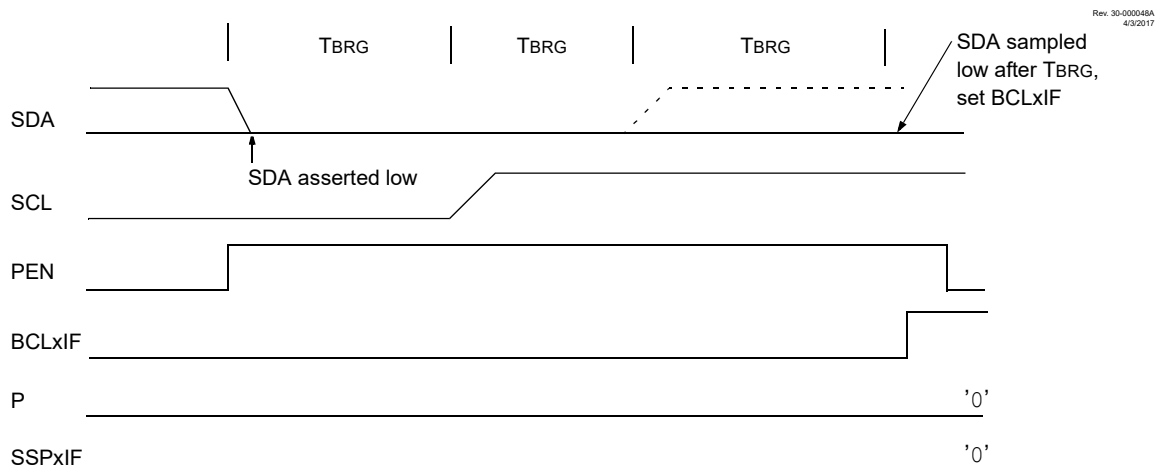 Rev. 30-000048A
4/3/2017
TBRG TBRG TBRG
SDA sampled
low after TBRG,
set BCLxIF
SDA
SDA asserted low
SCL
PEN
BCLxIF
P '0'
SSPxIF '0'